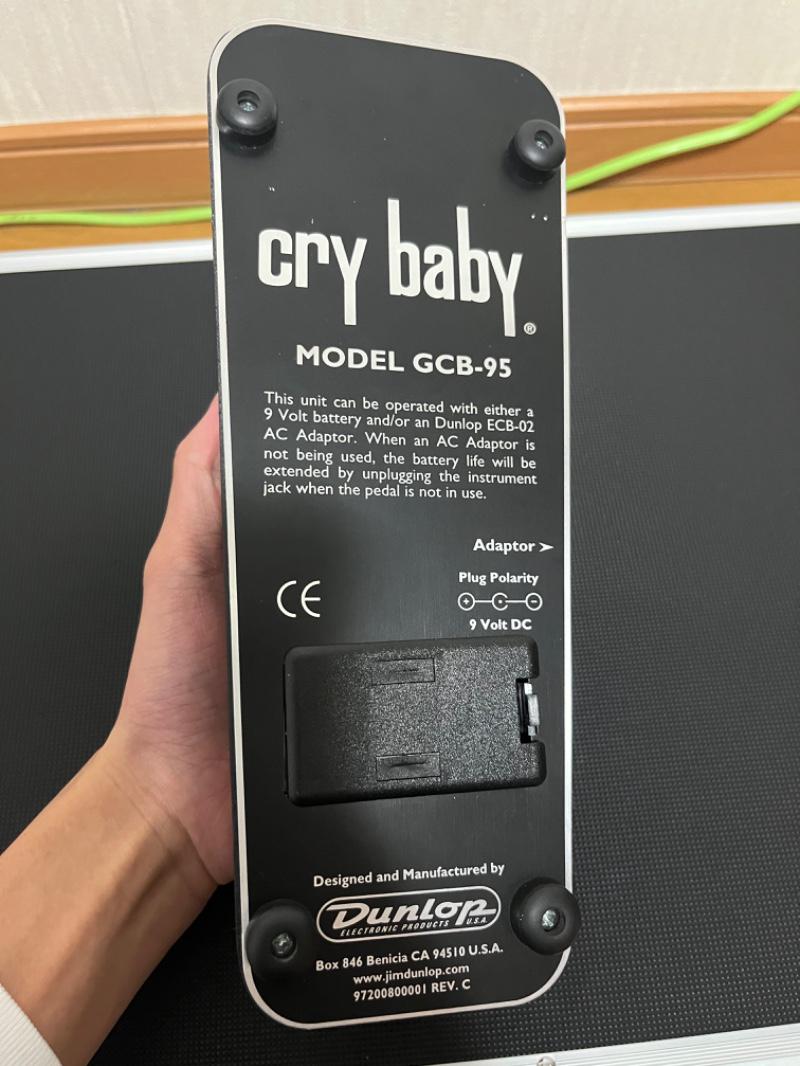 cry baby®
MODEL GCB-95
This unit can be operated with either a
9 Volt battery and/or an Dunlop ECB-02
AC Adaptor. When an AC Adaptor is
not being used, the battery life will be
extended by unplugging the instrument
jack when the pedal is not in use.
Adaptor ➤
Plug Polarity
+ C -
9 Volt DC
CE
Designed and Manufactured by
Dunlop
ELECTRONIC PRODUCTS U.S.A.
Box 846 Benicia CA 94510 U.S.A.
www.jimdunlop.com
97200800001 REV. C